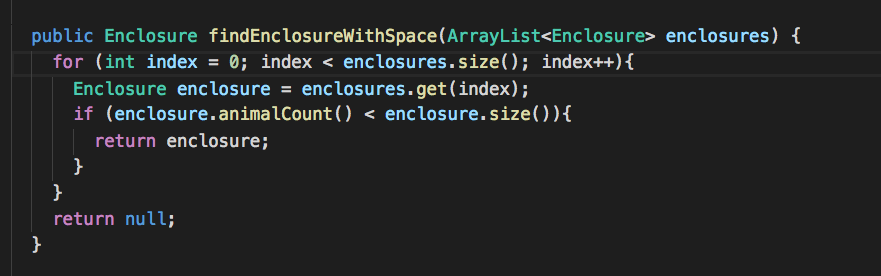 public Enclosure findEnclosureWithSpace(ArrayList<Enclosure> enclosures) {
for (int index = 0; index < enclosures.size(); index++){
Enclosure enclosure = enclosures.get(index);
if (enclosure.animalCount() < enclosure.size()){
return enclosure;
}
}
return null;
}